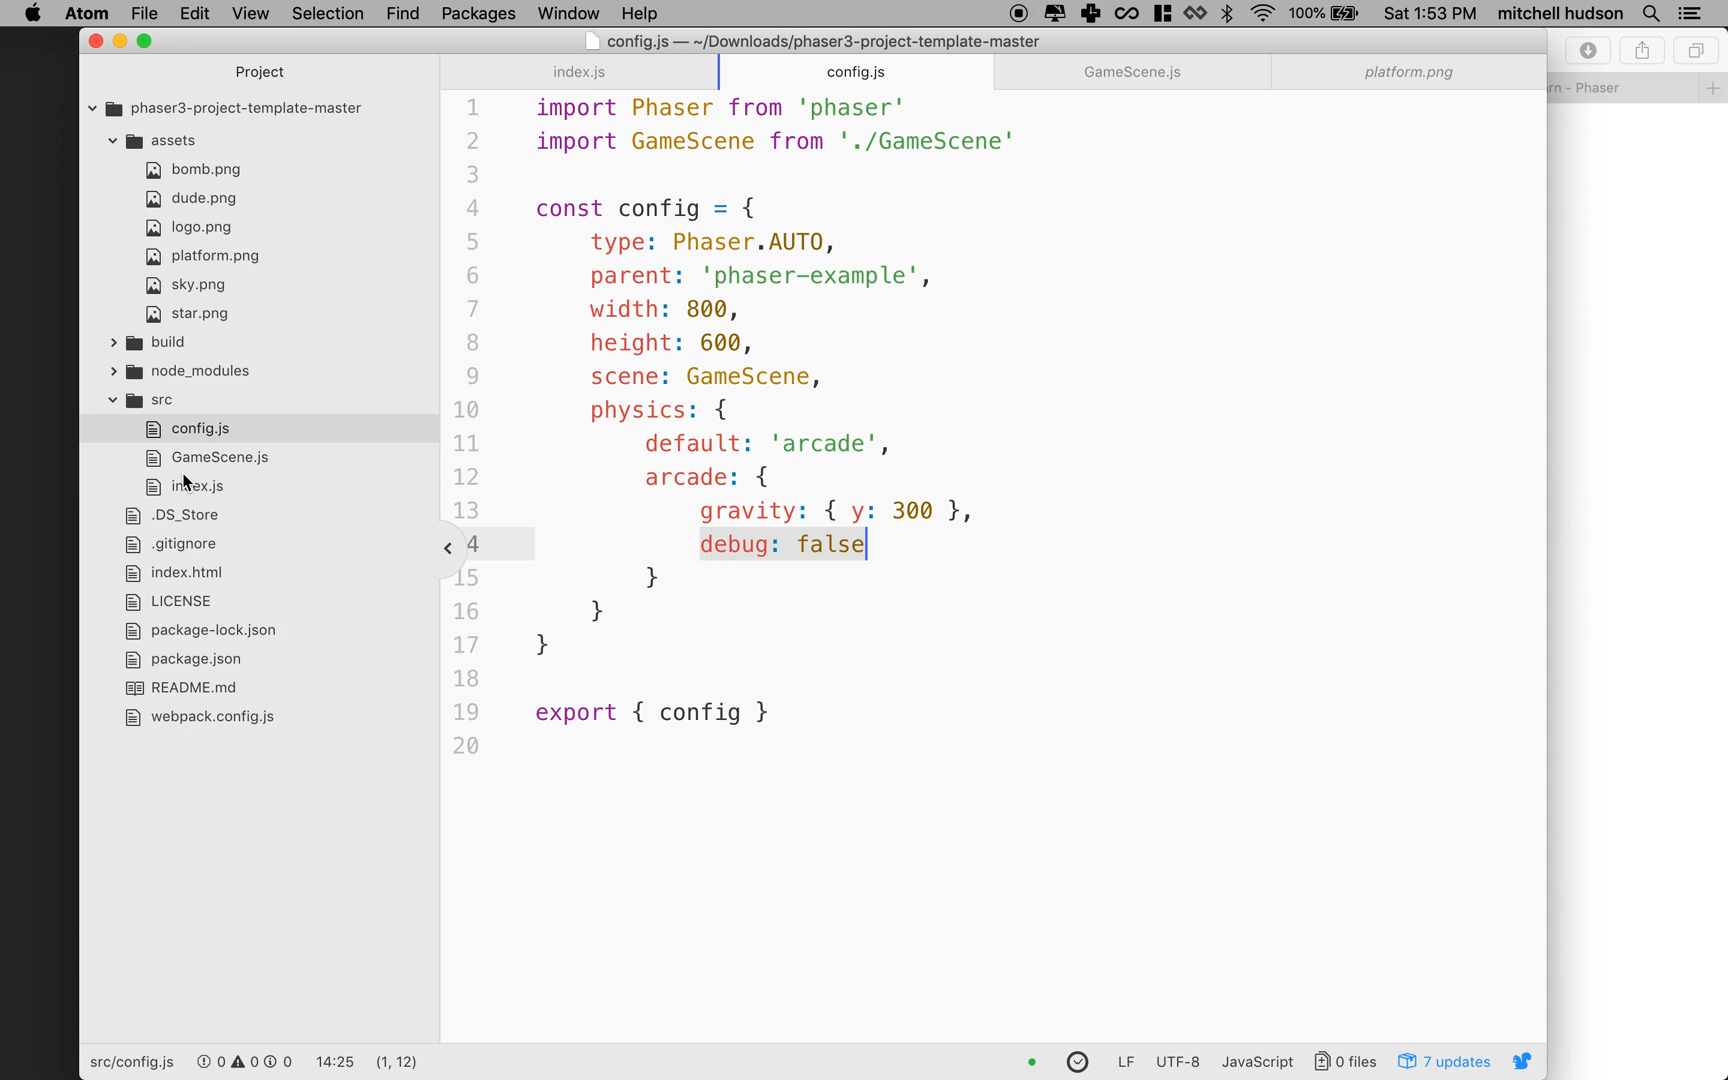 Atom File Edit View Selection Find Packages Window Help 100% Sat 1:53 PM mitchell hudson
config.js — ~/Downloads/phaser3-project-template-master
Project
index.js config.js GameScene.js platform.png
rn - Phaser
phaser3-project-template-master
assets
bomb.png
dude.png
logo.png
platform.png
sky.png
star.png
build
node_modules
src
config.js
GameScene.js
index.js
.DS_Store
.gitignore
index.html
LICENSE
package-lock.json
package.json
README.md
webpack.config.js
1 import Phaser from 'phaser'
2 import GameScene from './GameScene'
3
4 const config = {
5 type: Phaser.AUTO,
6 parent: 'phaser-example',
7 width: 800,
8 height: 600,
9 scene: GameScene,
10 physics: {
11 default: 'arcade',
12 arcade: {
13 gravity: { y: 300 },
4 debug: false
15 }
16 }
17 }
18
19 export { config }
20
src/config.js 0 0 0 14:25 (1, 12) LF UTF-8 JavaScript 0 files 7 updates